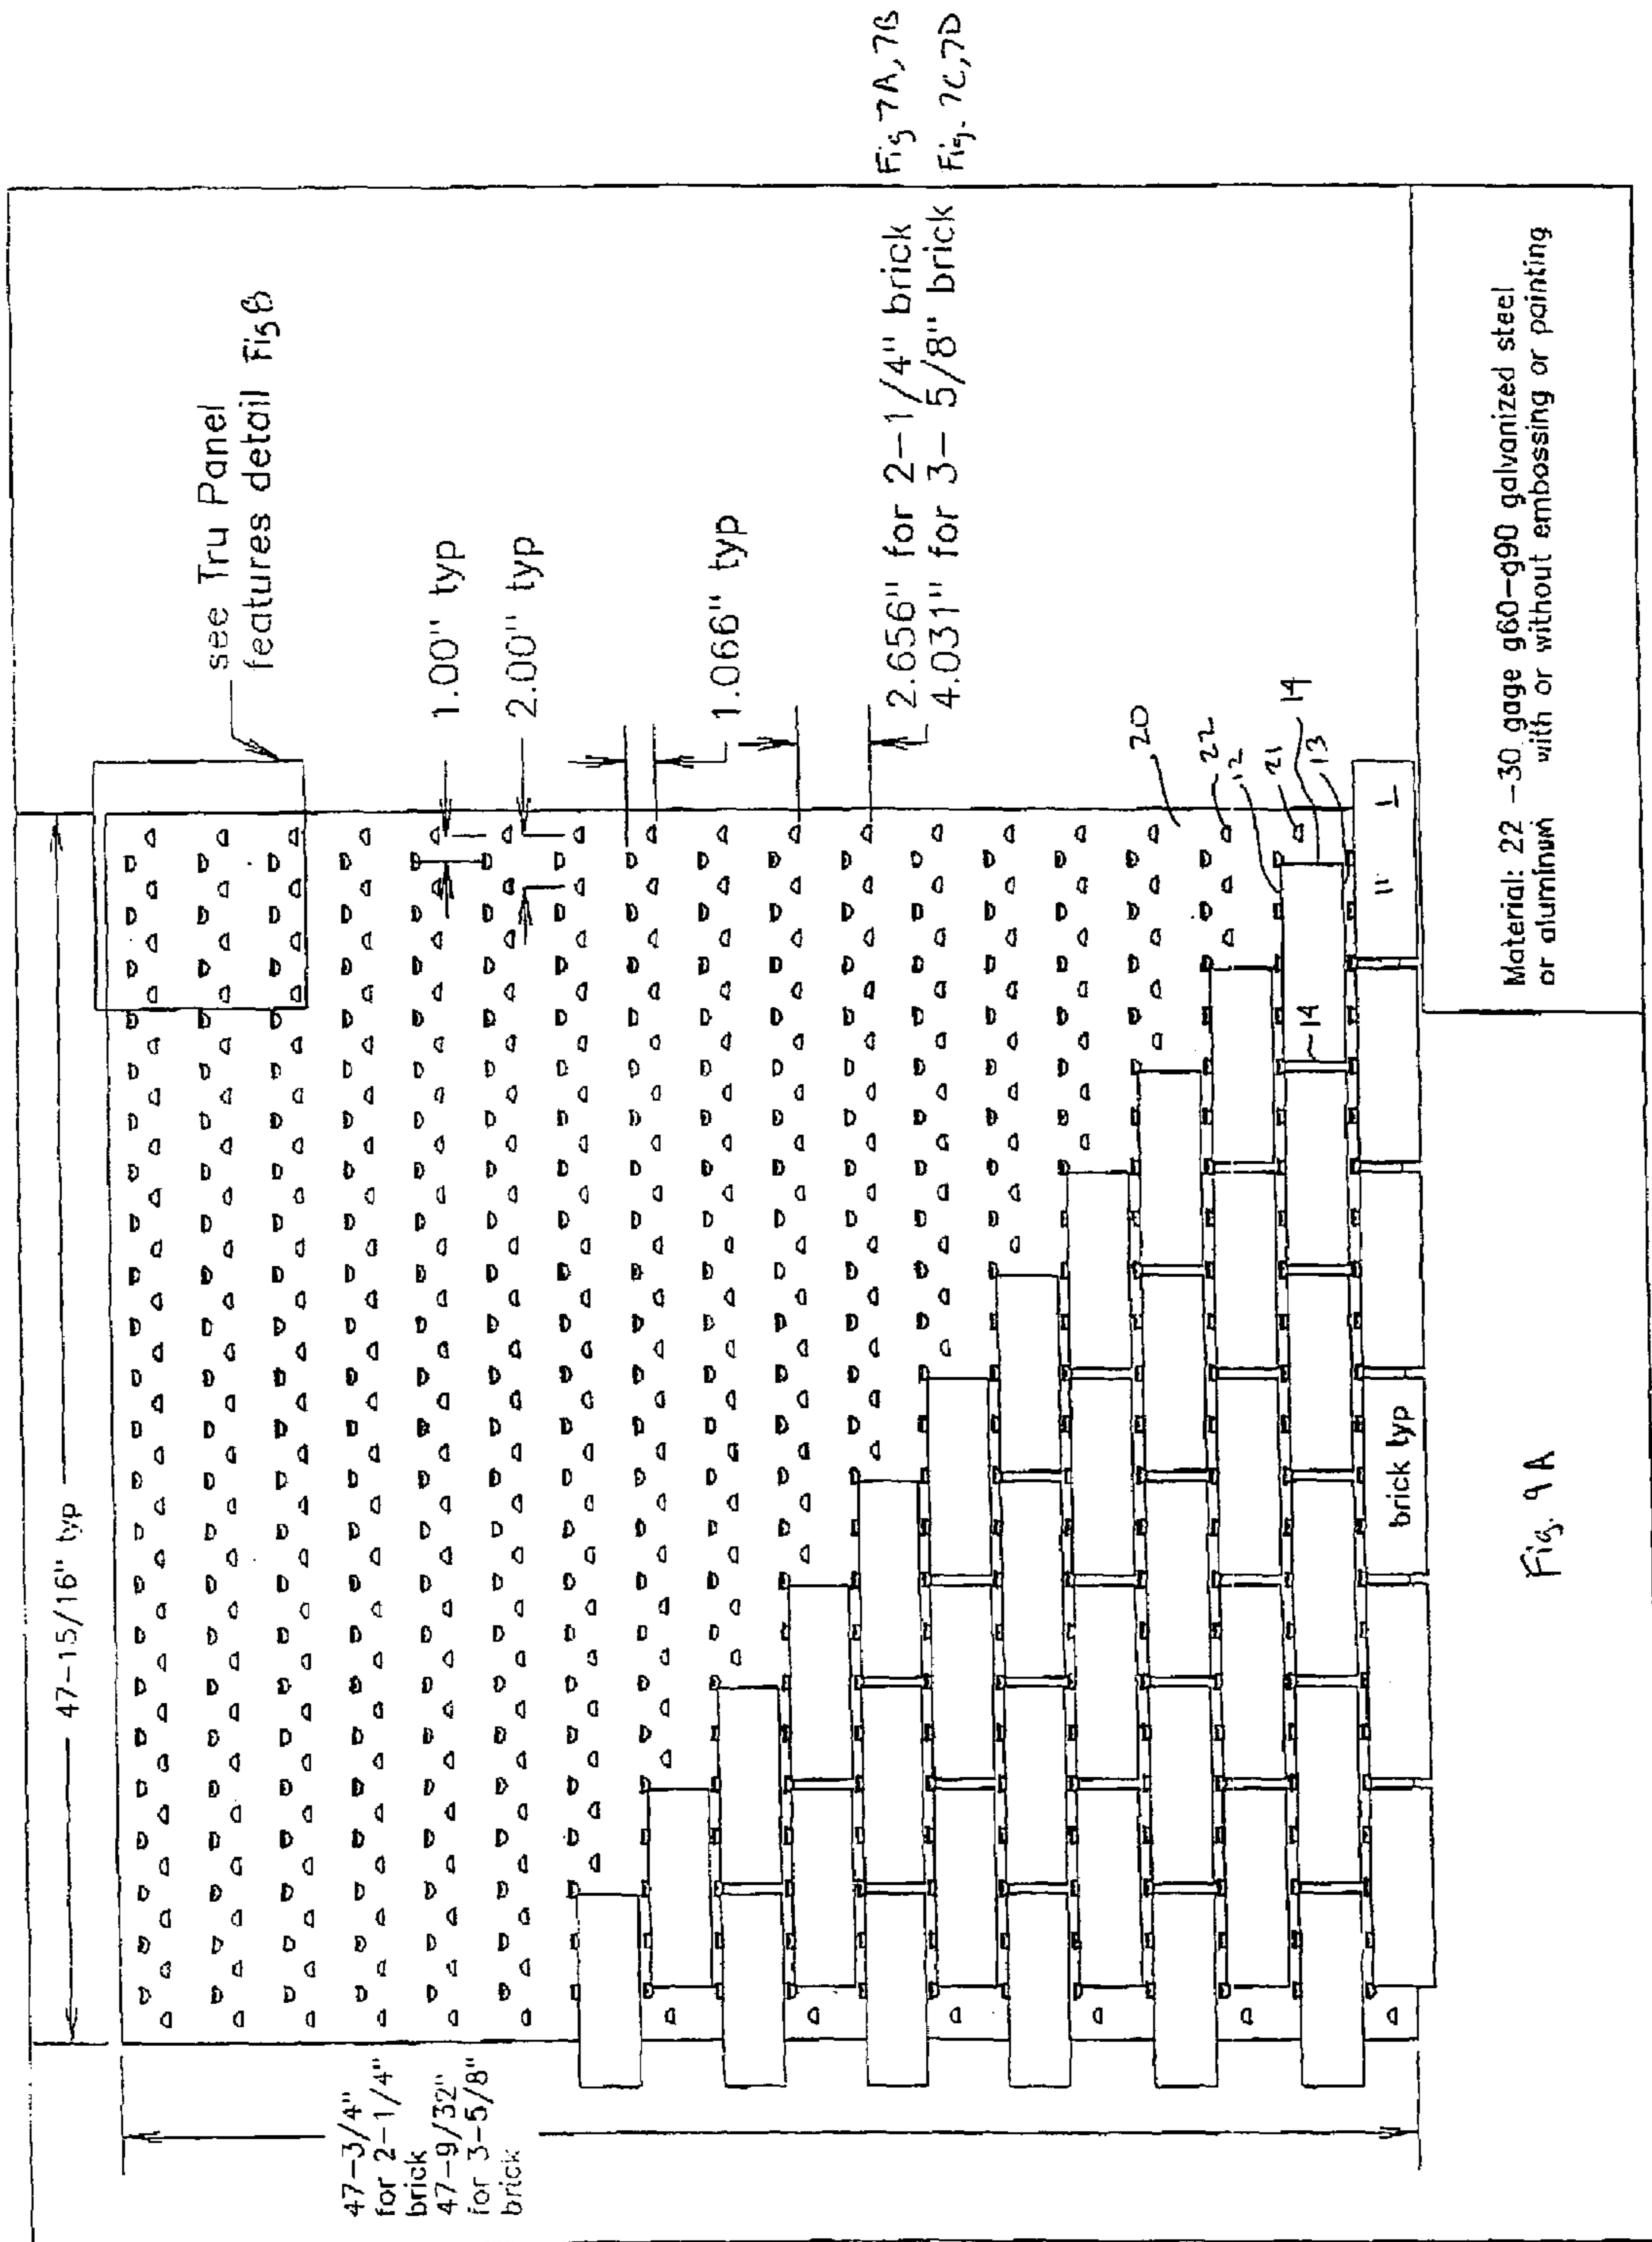 47-15/16" typ
see Tru Panel
features detail Fig 8
1.00" typ
2.00" typ
1.066" typ
2.656" for 2-1/4" brick Fig 7A, 7B
4.031" for 3-5/8" brick Fig. 7C, 7D
47-3/4"
for 2-1/4"
brick
47-9/32"
for 3-5/8"
brick
20
22
12
21
14
13
14
11
brick typ
Fig. 9A
Material: 22 -30 gage g60-g90 galvanized steel
or aluminum with or without embossing or painting